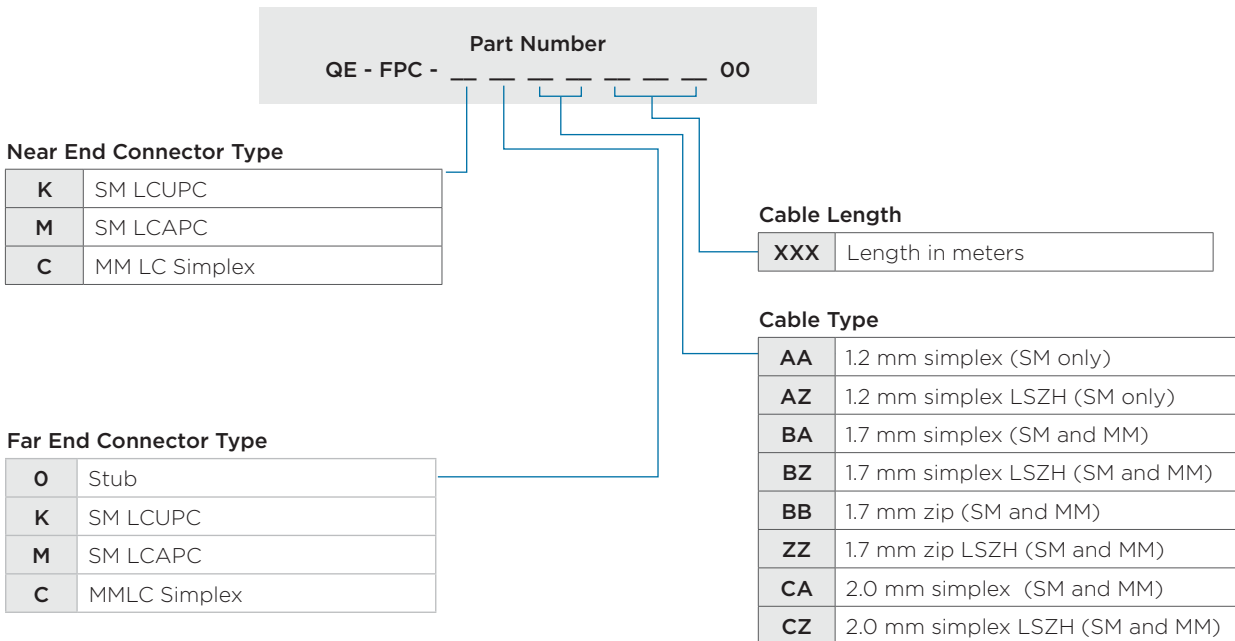 Part Number
QE - FPC - __ __ __ __ __ __ __ 00
Near End Connector Type
K SM LCUPC
M SM LCAPC
C MM LC Simplex
Far End Connector Type
0 Stub
K SM LCUPC
M SM LCAPC
C MMLC Simplex
Cable Length
XXX Length in meters
Cable Type
AA 1.2 mm simplex (SM only)
AZ 1.2 mm simplex LSZH (SM only)
BA 1.7 mm simplex (SM and MM)
BZ 1.7 mm simplex LSZH (SM and MM)
BB 1.7 mm zip (SM and MM)
ZZ 1.7 mm zip LSZH (SM and MM)
CA 2.0 mm simplex (SM and MM)
CZ 2.0 mm simplex LSZH (SM and MM)